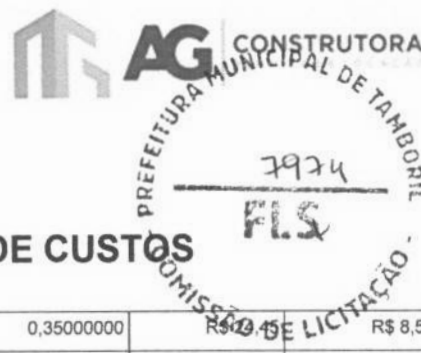 AG CONSTRUTORA
PREFEITURA MUNICIPAL DE TAMBORIL
7974
FLS
DE CUSTOS
COMISSÃO DE LICITAÇÃO -
0,35000000 R$ 24,45 R$ 8,5